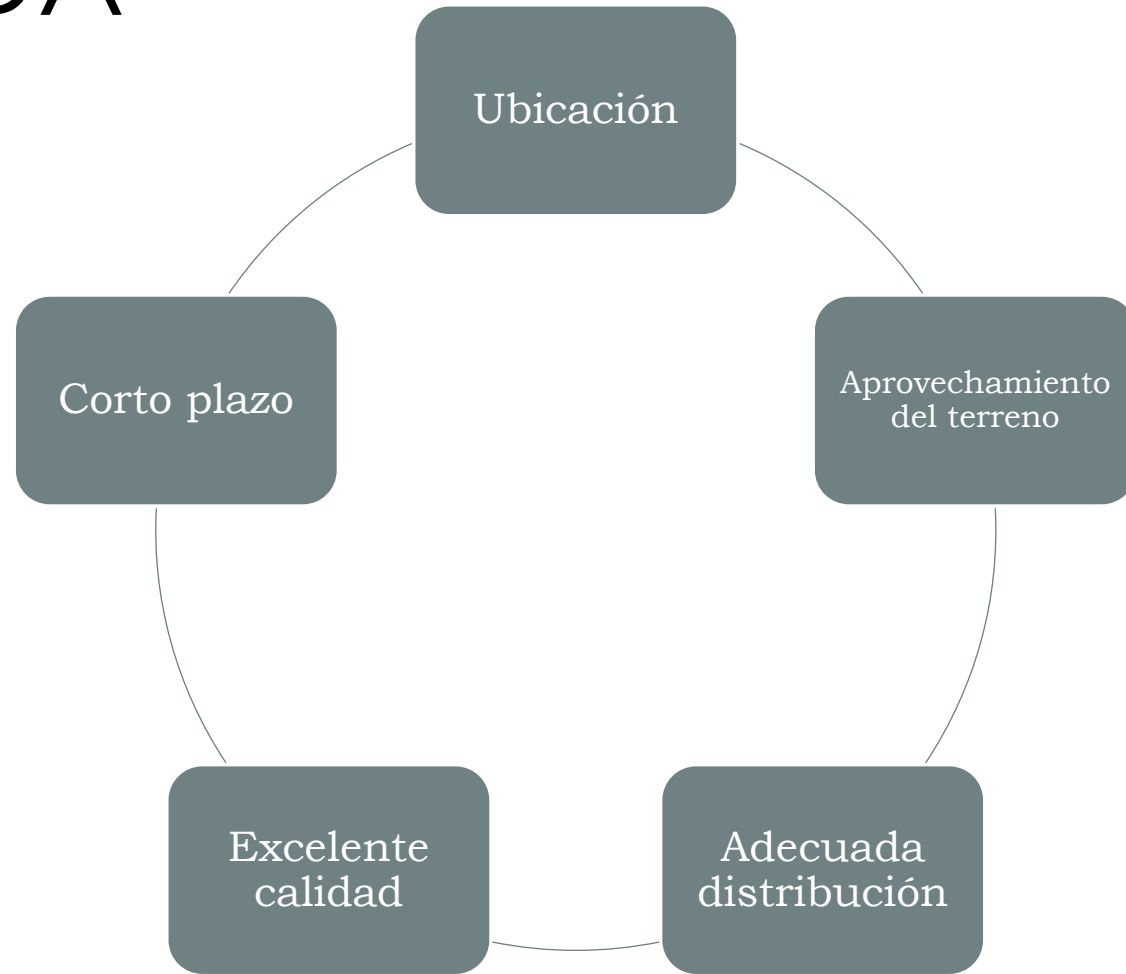 Ubicación
Aprovechamiento
del terreno
Adecuada
distribución
Excelente
calidad
Corto plazo